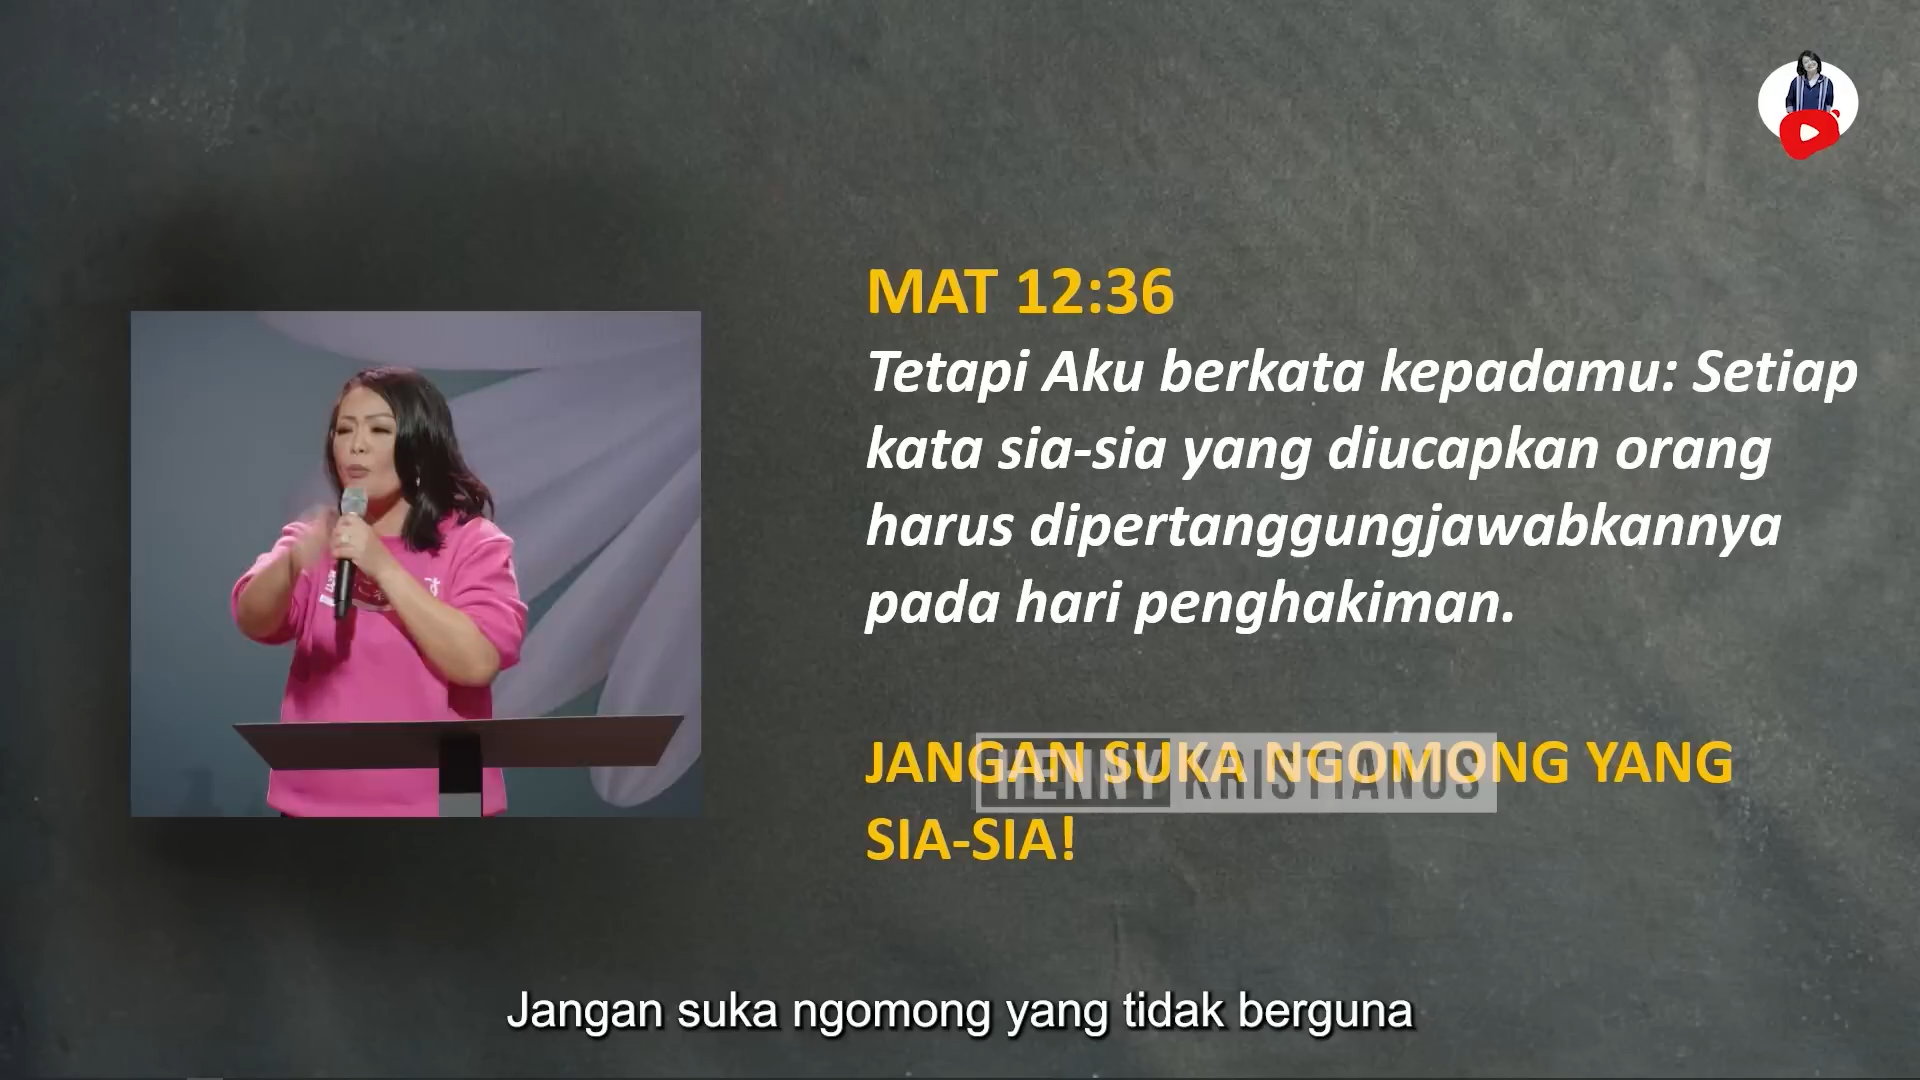 MAT 12:36
Tetapi Aku berkata kepadamu: Setiap
kata sia-sia yang diucapkan orang
harus dipertanggungjawabkannya
pada hari penghakiman.
JANGAN SUKA NGOMONG YANG
SIA-SIA!
HENNY KRISTIANUS
Jangan suka ngomong yang tidak berguna